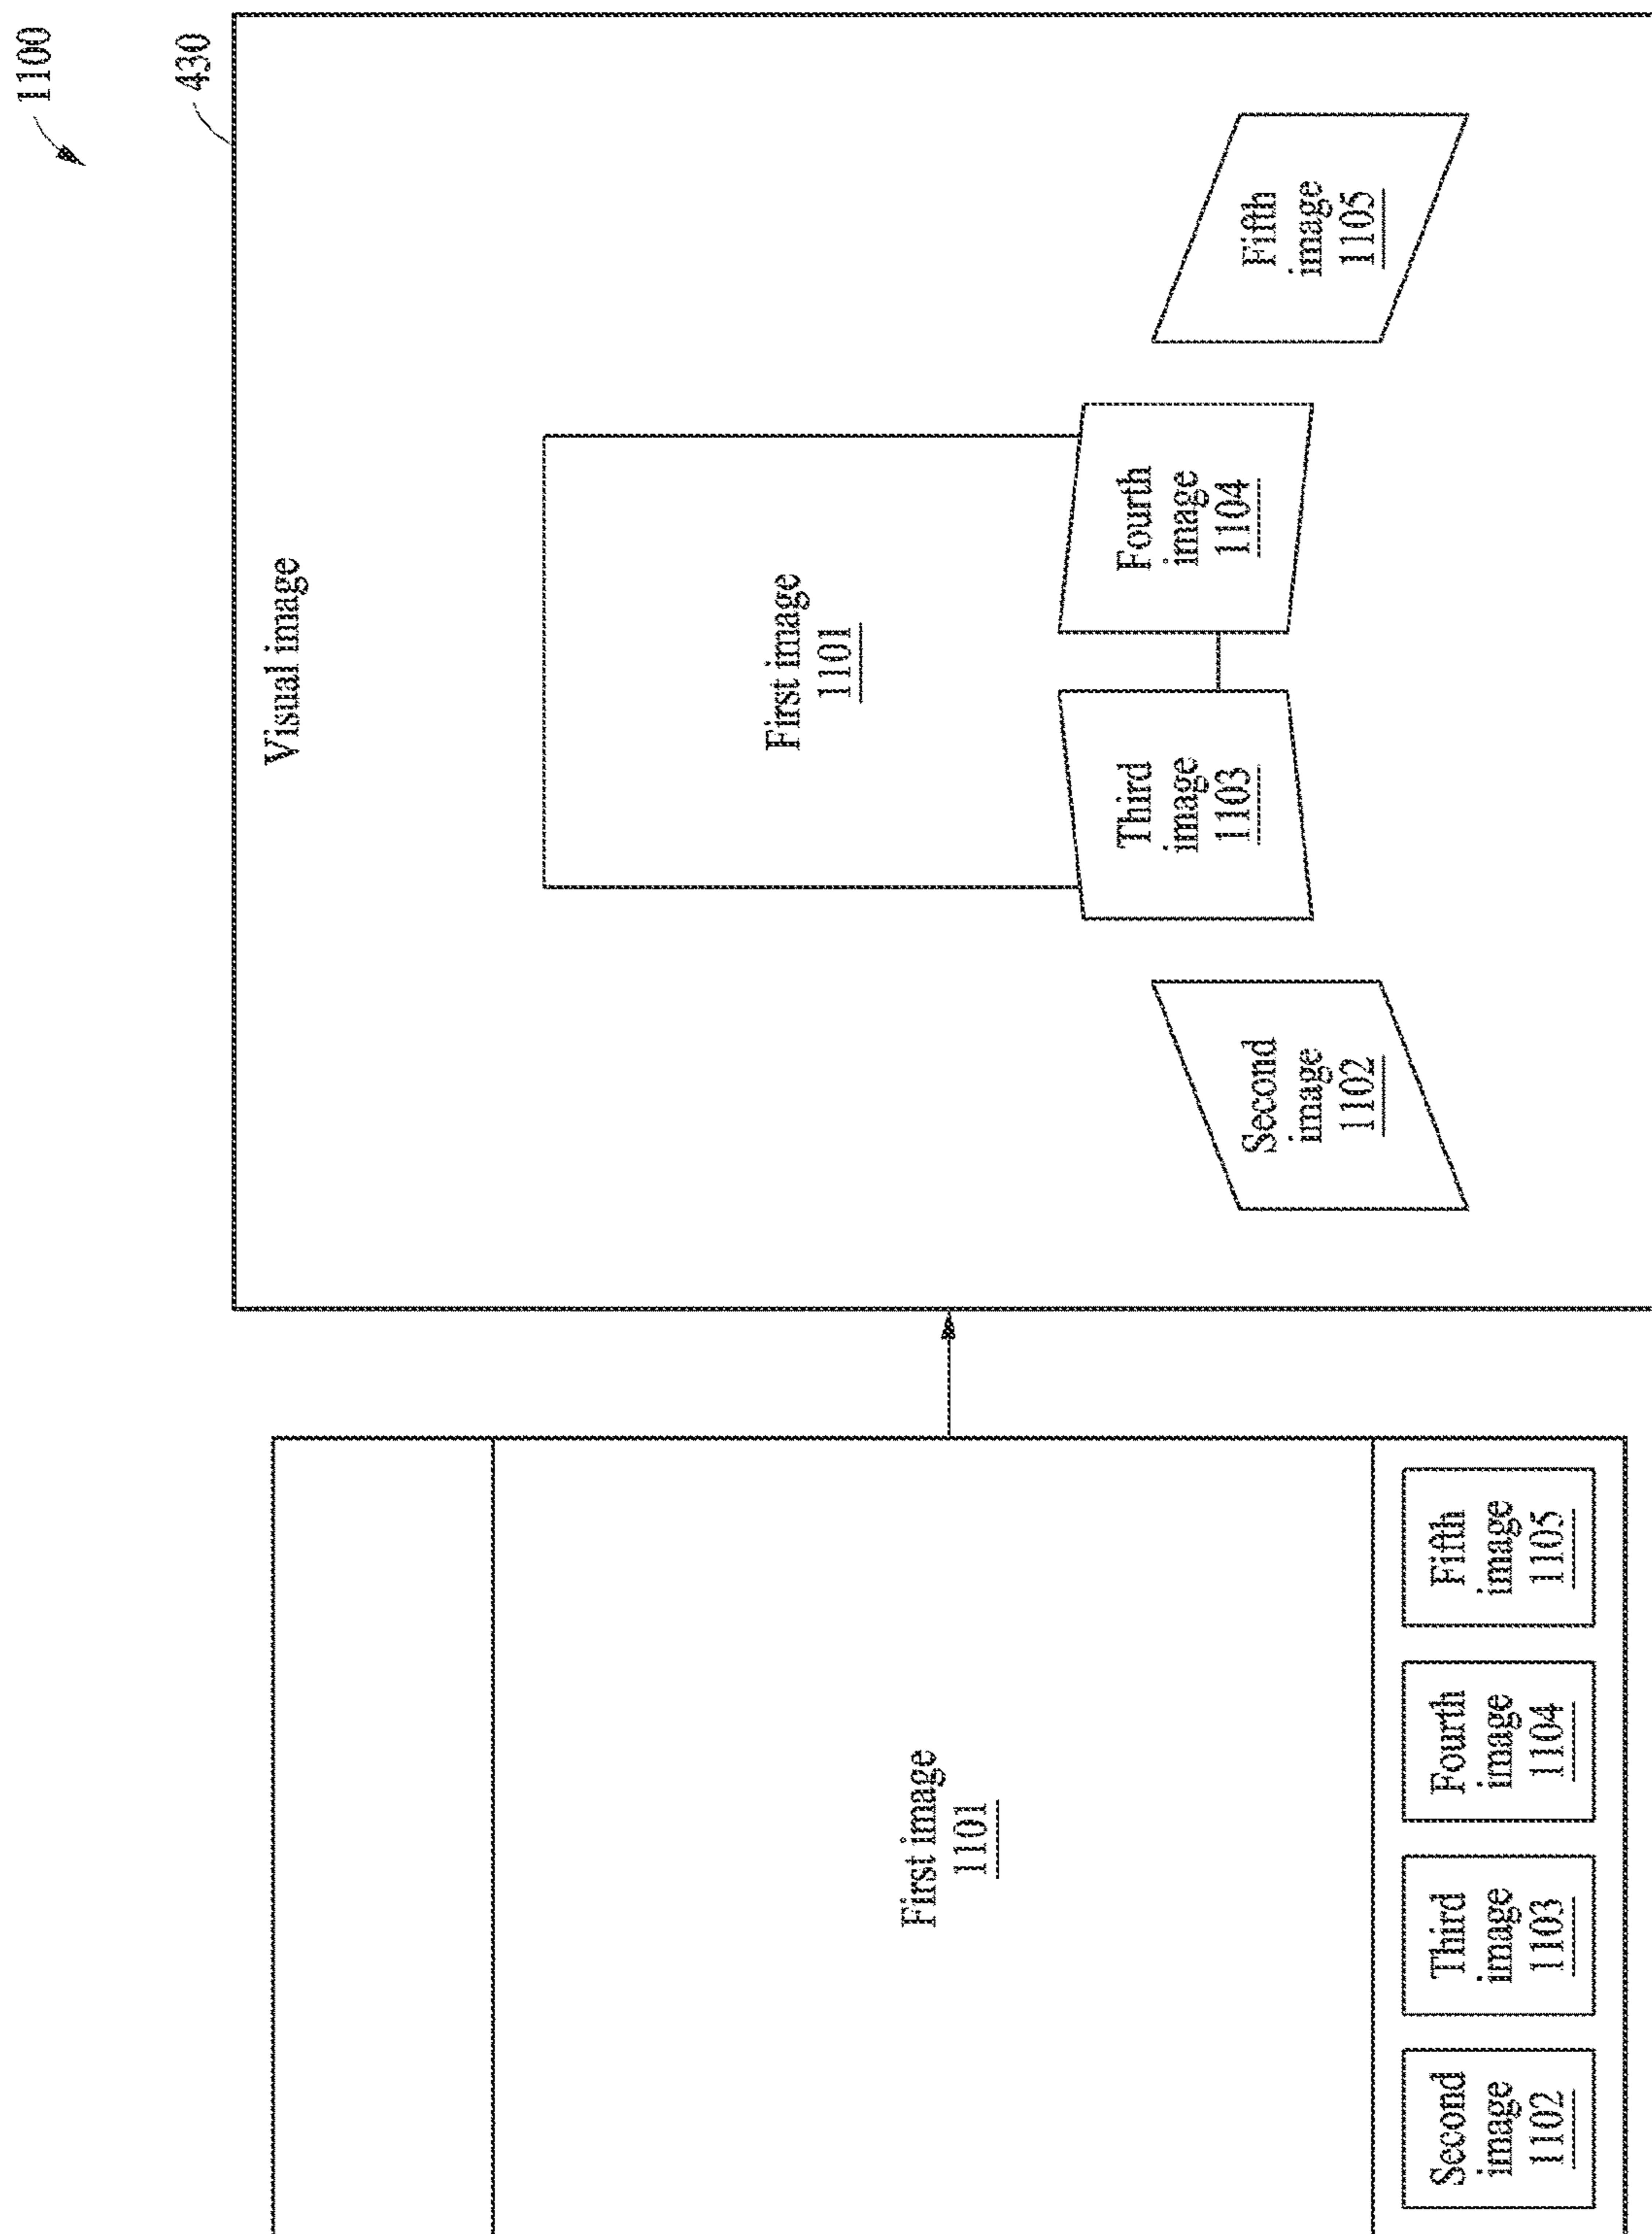 1100
430
First image
1101
Second
image
1102
Third
image
1103
Fourth
image
1104
Fifth
image
1105
Visual image
First image
1101
Second
image
1102
Third
image
1103
Fourth
image
1104
Fifth
image
1105